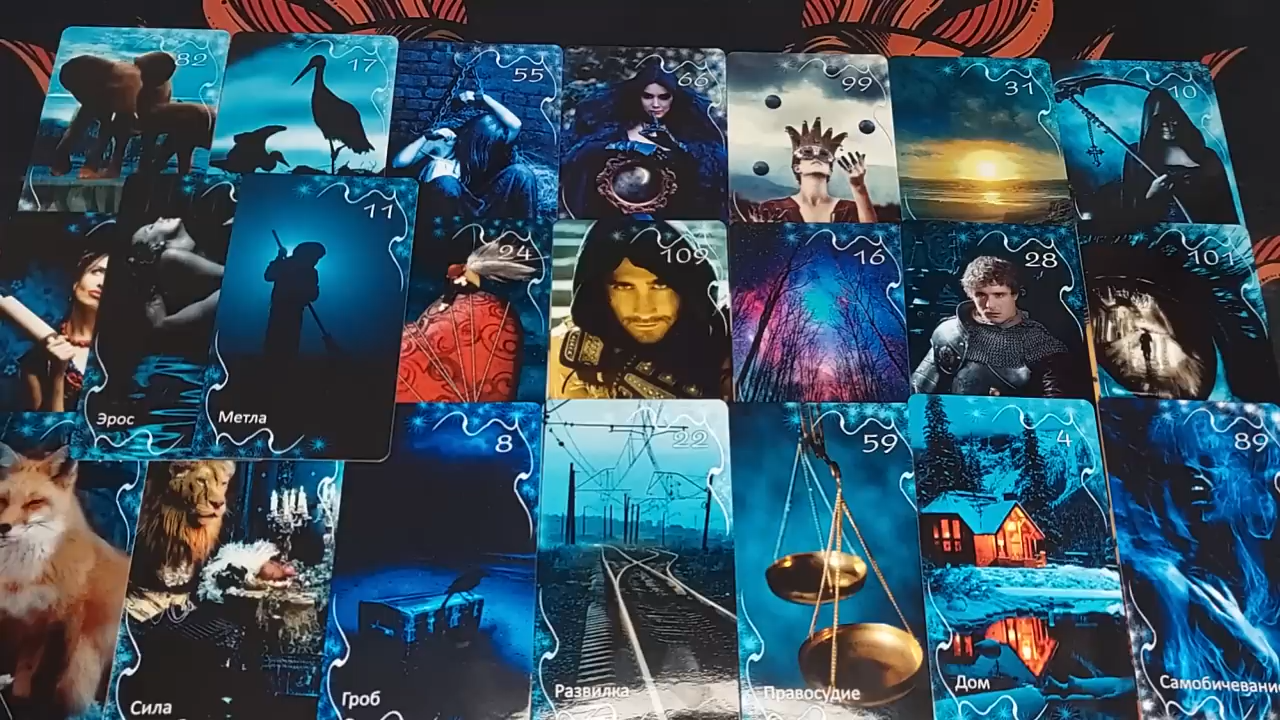 82
17
55
66
99
31
10
11
24
109
16
28
101
Эрос
Метла
8
22
59
4
89
Сила
Гроб
Развилка
Правосудие
Дом
Самобичевание